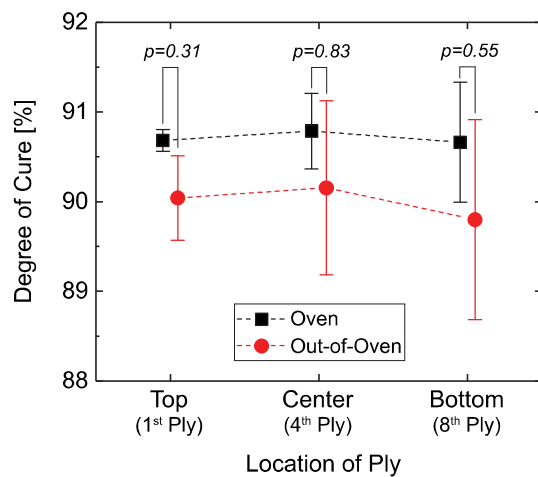 92
91
90
89
88
Degree of Cure [%]
p=0.31
p=0.83
p=0.55
Oven
Out-of-Oven
Top
(1st Ply)
Center
(4th Ply)
Bottom
(8th Ply)
Location of Ply